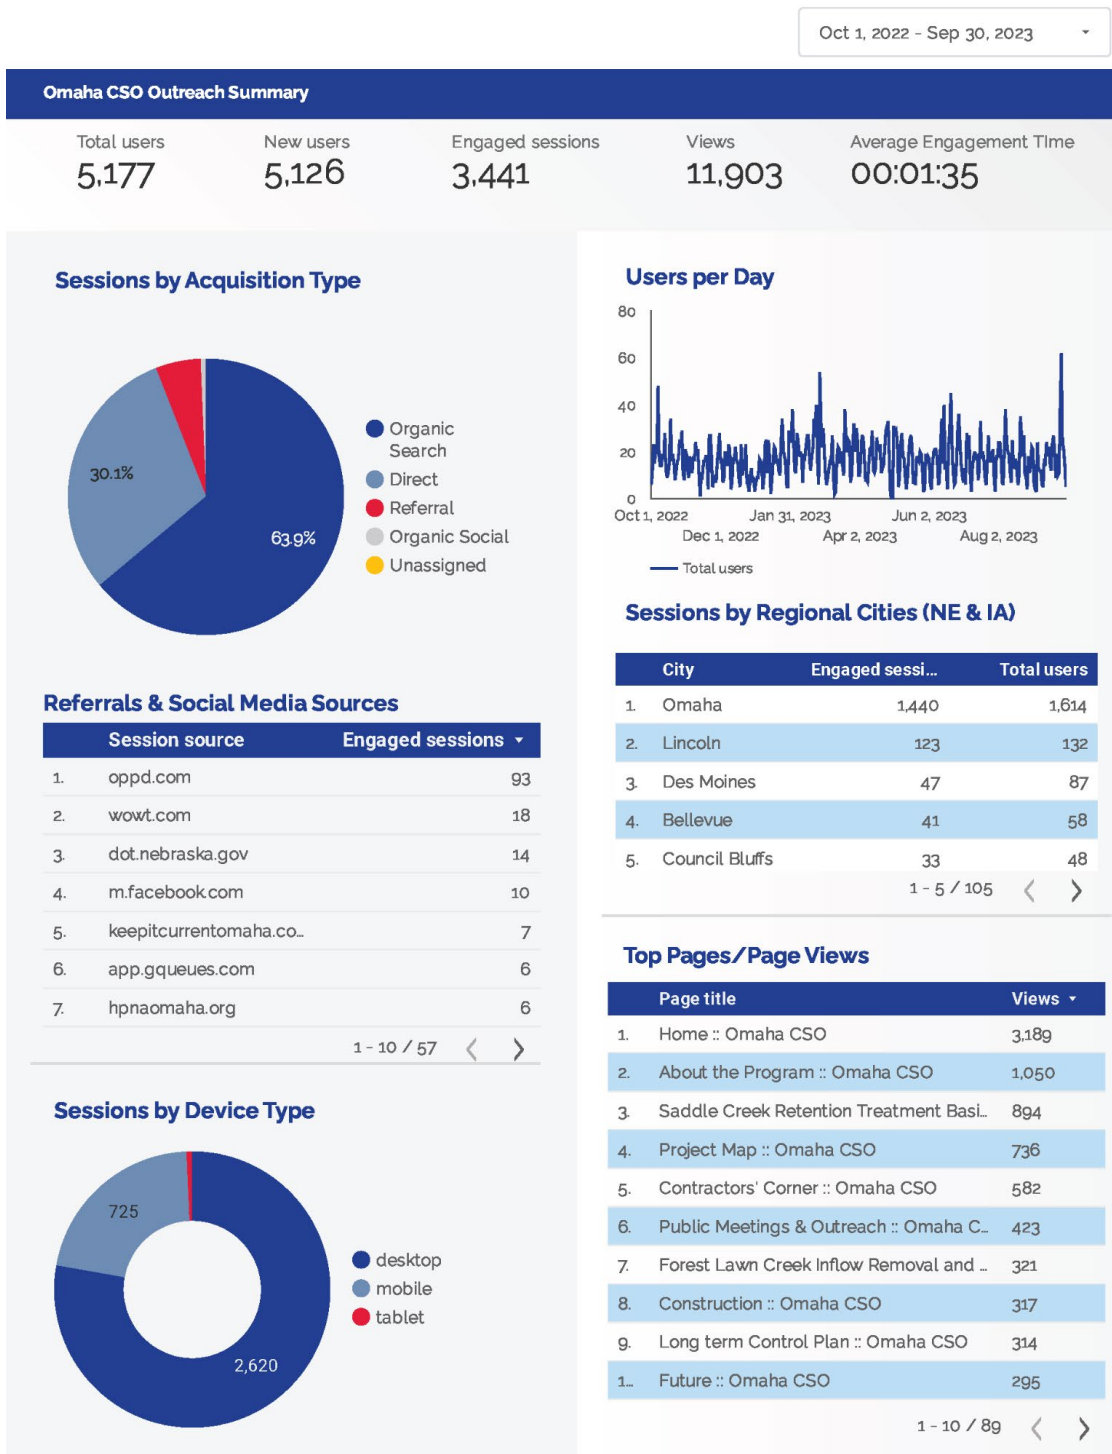 Oct 1, 2022 - Sep 30, 2023
Omaha CSO Outreach Summary
Total users
5,177
New users
5,126
Engaged sessions
3,441
Views
11,903
Average Engagement TIme
00:01:35
Sessions by Acquisition Type
30.1%
63.9%
Organic
Search
Direct
Referral
Organic Social
Unassigned
Referrals & Social Media Sources
Session source Engaged sessions
1. oppd.com 93
2. wowt.com 18
3. dot.nebraska.gov 14
4. m.facebook.com 10
5. keepitcurrentomaha.co... 7
6. app.gqueues.com 6
7. hpnaomaha.org 6
1 - 10 / 57
Sessions by Device Type
725
2,620
desktop
mobile
tablet
Users per Day
80
60
40
20
0
Oct 1, 2022 Jan 31, 2023 Jun 2, 2023
Dec 1, 2022 Apr 2, 2023 Aug 2, 2023
Total users
Sessions by Regional Cities (NE & IA)
City Engaged sessi... Total users
1. Omaha 1,440 1,614
2. Lincoln 123 132
3. Des Moines 47 87
4. Bellevue 41 58
5. Council Bluffs 33 48
1 - 5 / 105
Top Pages/Page Views
Page title Views
1. Home :: Omaha CSO 3,189
2. About the Program :: Omaha CSO 1,050
3. Saddle Creek Retention Treatment Basi... 894
4. Project Map :: Omaha CSO 736
5. Contractors' Corner :: Omaha CSO 582
6. Public Meetings & Outreach :: Omaha C... 423
7. Forest Lawn Creek Inflow Removal and ... 321
8. Construction :: Omaha CSO 317
9. Long term Control Plan :: Omaha CSO 314
1... Future :: Omaha CSO 295
1 - 10 / 89